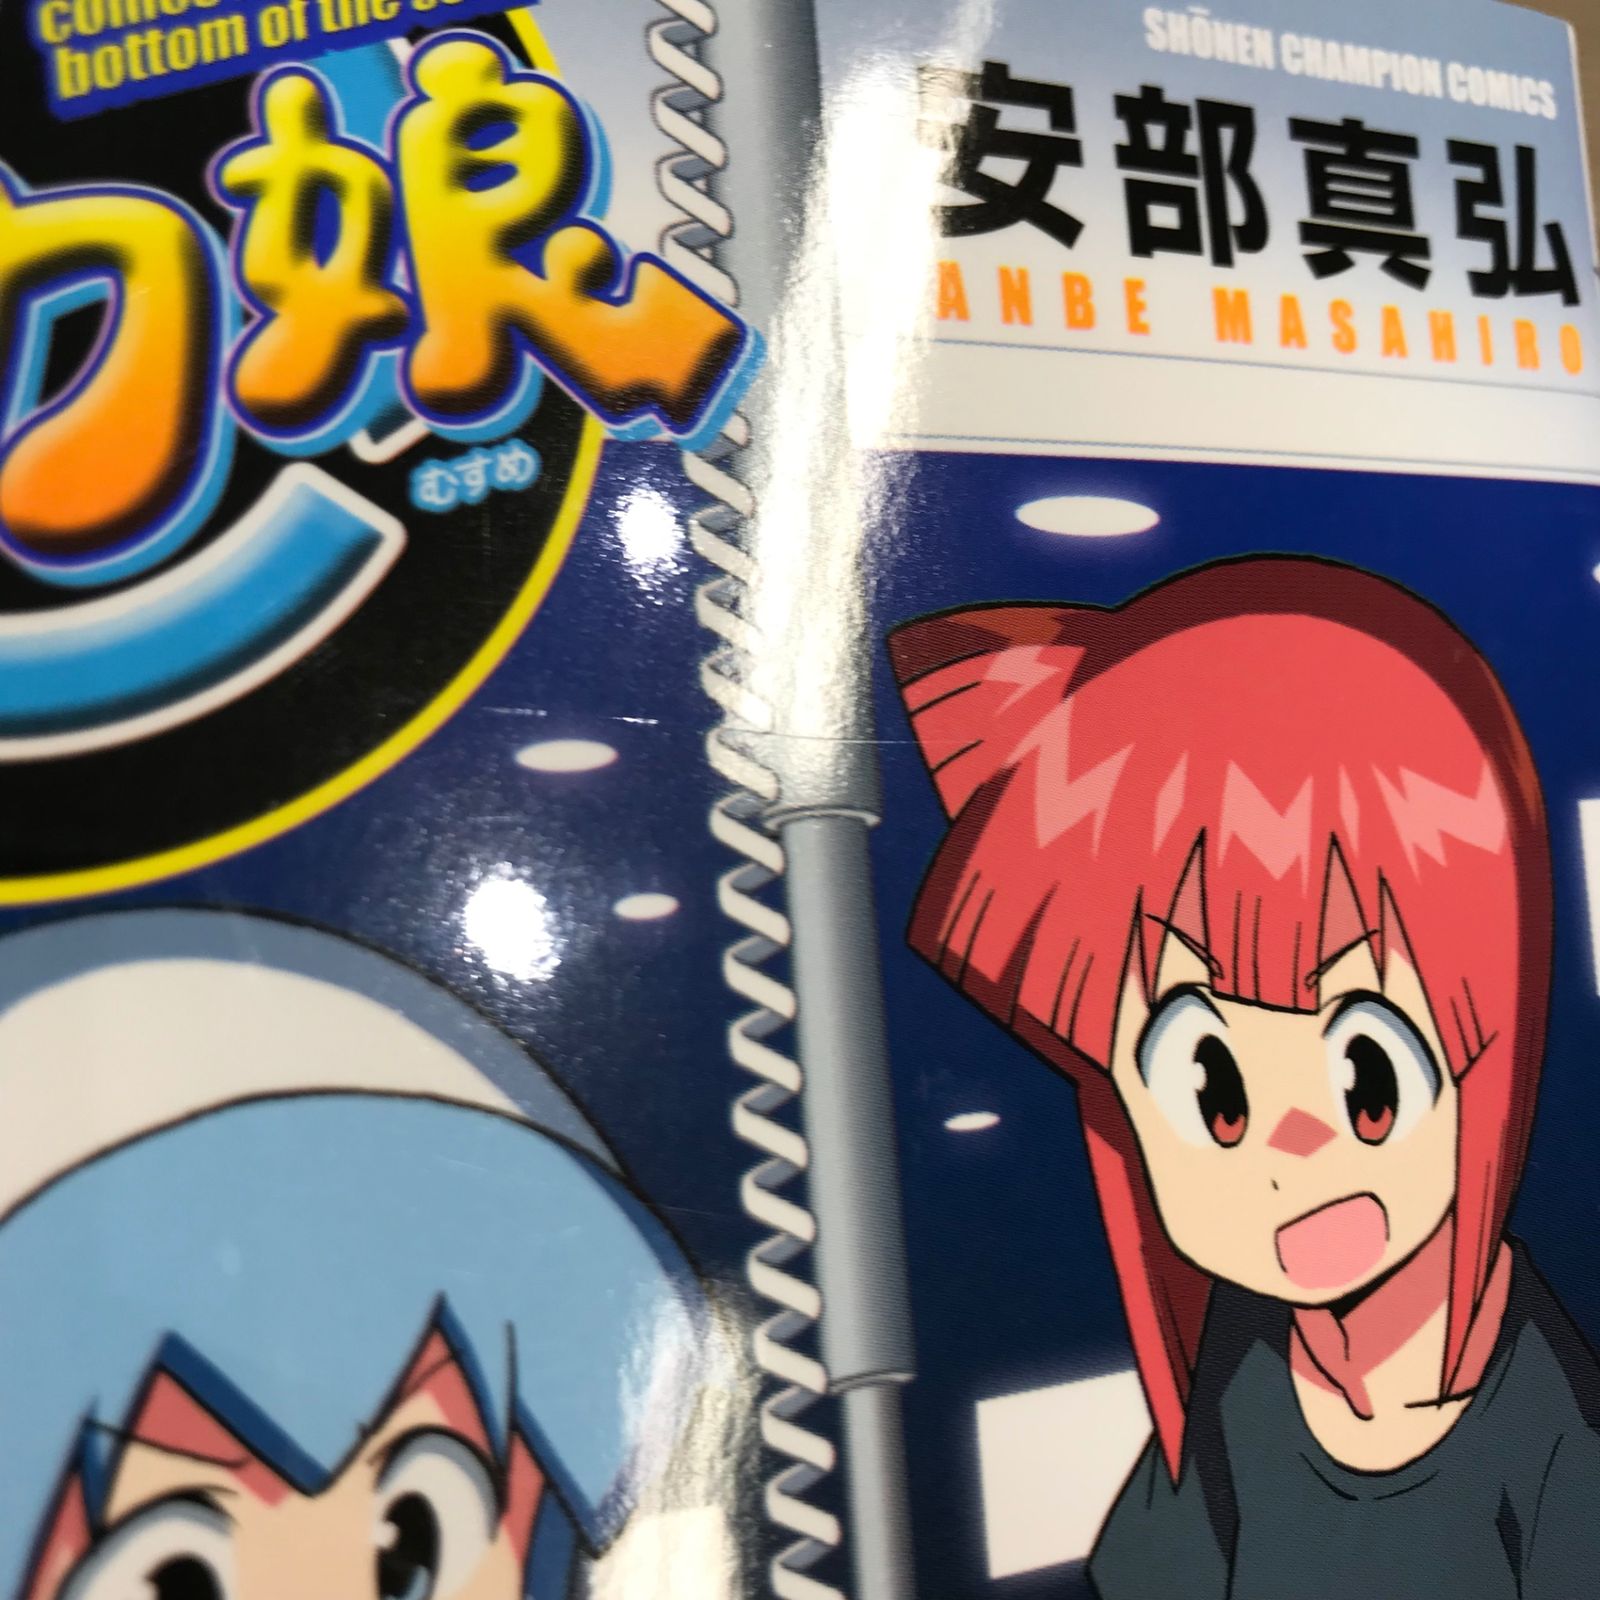 bottom of the
カ娘
むすめ
SHŌNEN CHAMPION COMICS
安部真弘
ANBE MASAHIRO